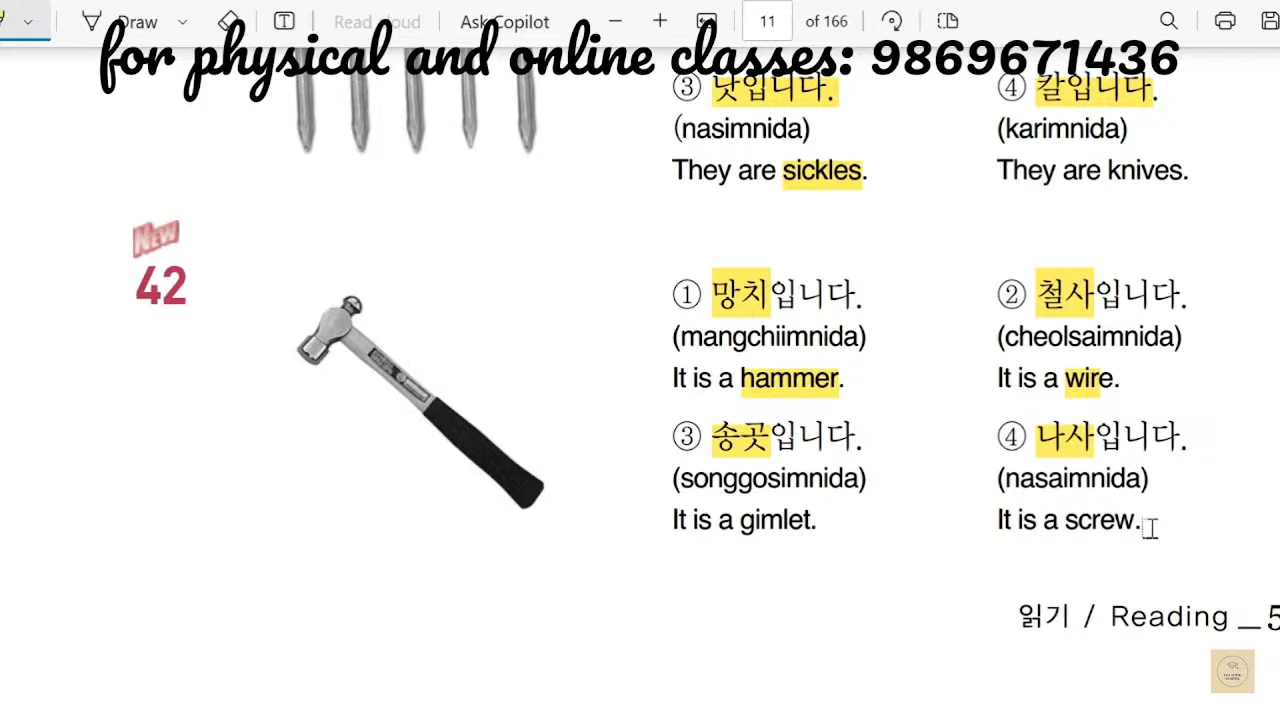 Draw
Read aloud
Ask Copilot
11
of 166
for physical and online classes: 9869671436
③ 낫입니다.
④ 칼입니다.
(nasimnida)
(karimnida)
They are sickles.
They are knives.
NEW
42
① 망치입니다.
② 철사입니다.
(mangchiimnida)
(cheolsaimnida)
It is a hammer.
It is a wire.
③ 송곳입니다.
④ 나사입니다.
(songgosimnida)
(nasaimnida)
It is a gimlet.
It is a screw.
읽기 / Reading _ 5